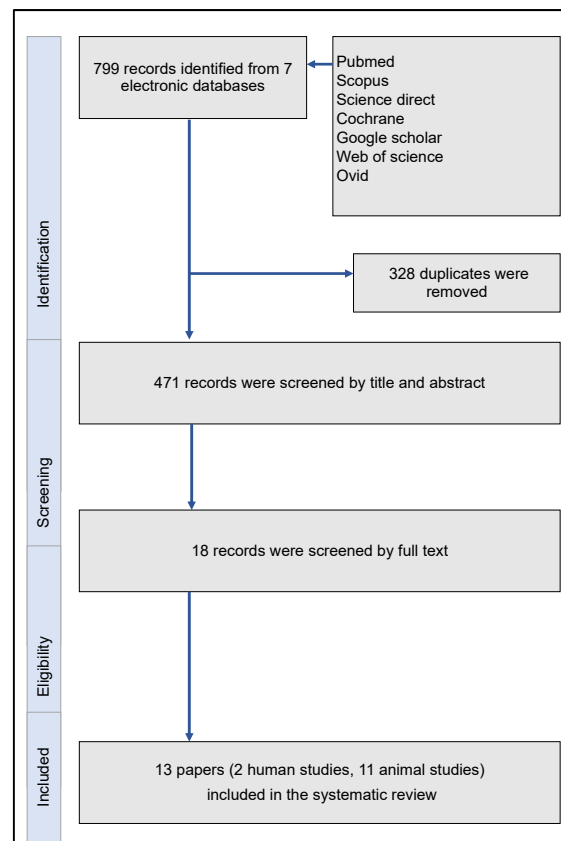 799 records identified from 7
electronic databases
Pubmed
Scopus
Science direct
Cochrane
Google scholar
Web of science
Ovid
Identification
328 duplicates were
removed
471 records were screened by title and abstract
Screening
18 records were screened by full text
Eligibility
13 papers (2 human studies, 11 animal studies)
included in the systematic review
Included